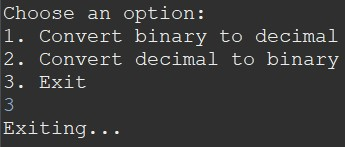 Choose an option:
1. Convert binary to decimal
2. Convert decimal to binary
3. Exit
3
Exiting...